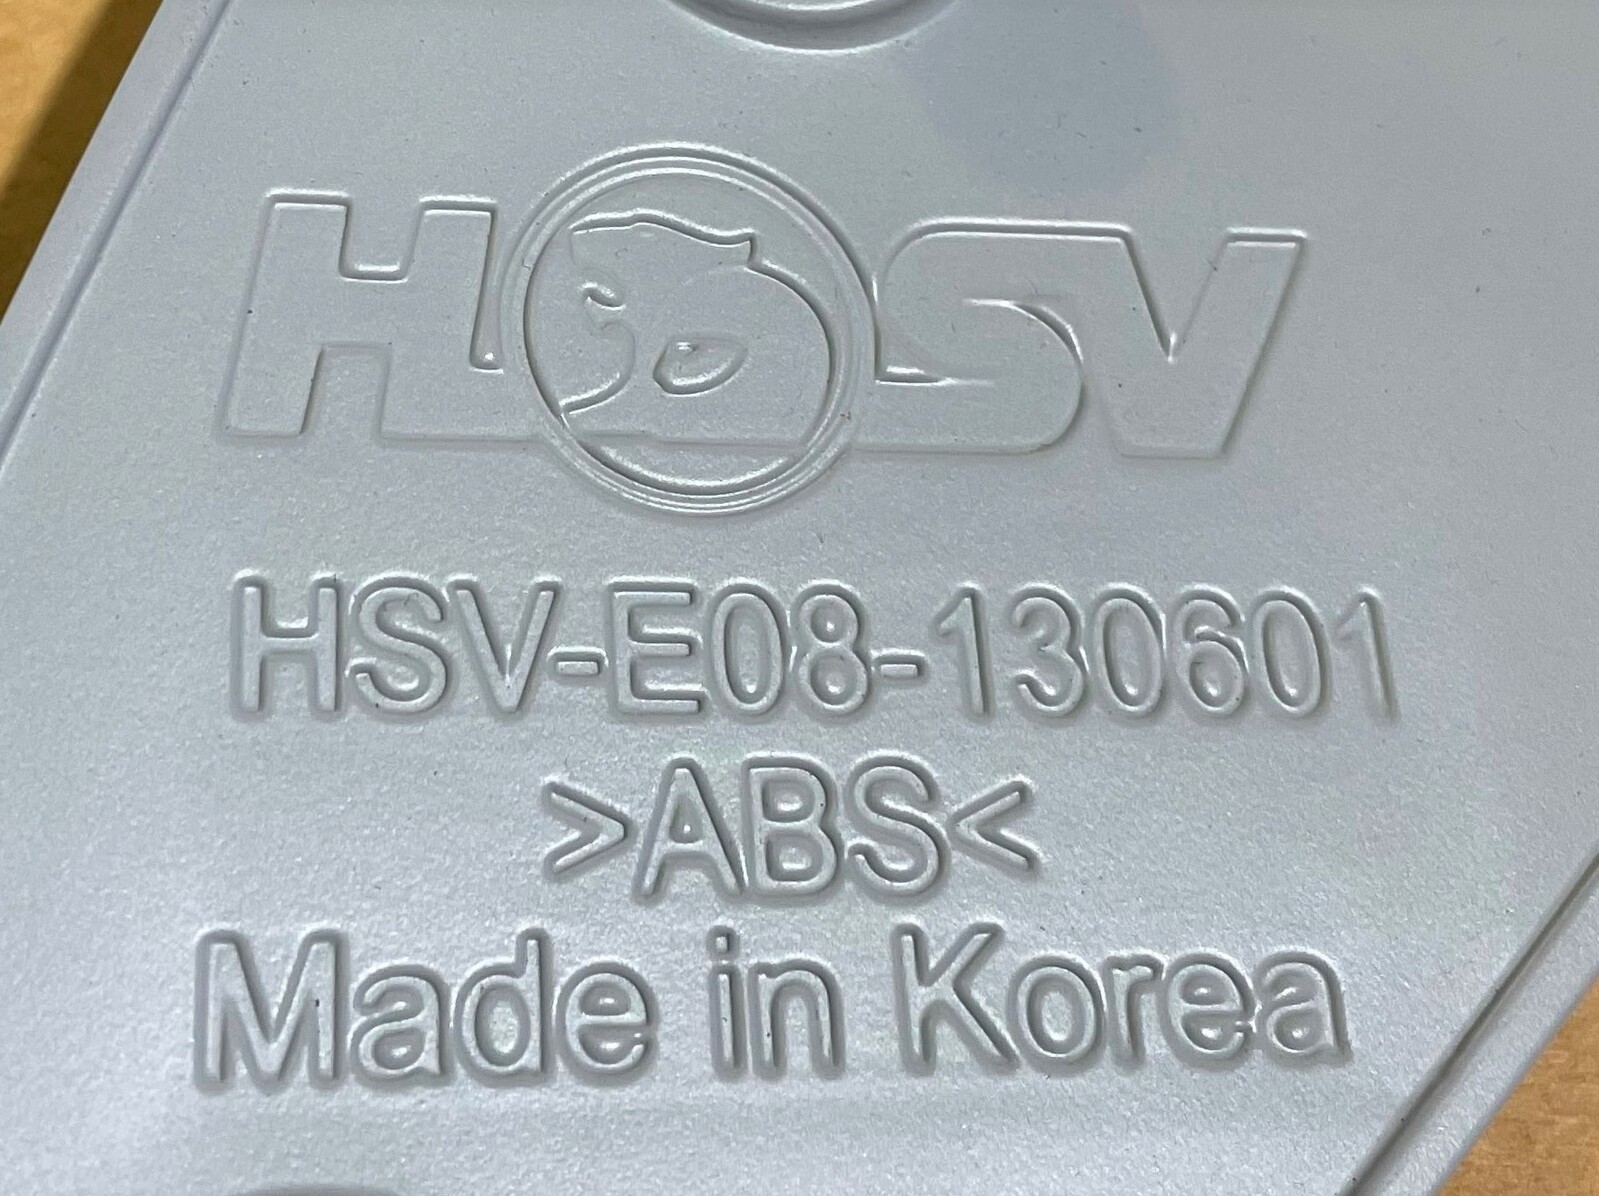 HSV
HSV-E08-130601
>ABS<
Made in Korea